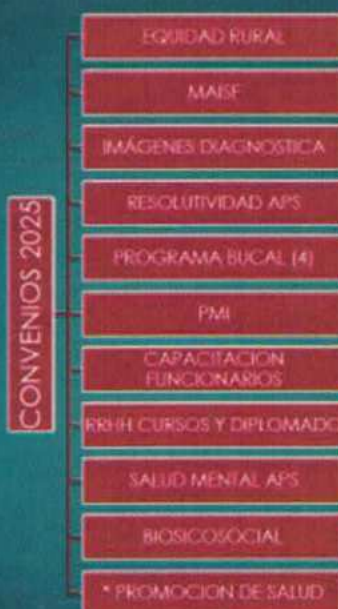 CONVENIOS 2025
EQUIDAD RURAL
MAISF
IMÁGENES DIAGNOSTICA
RESOLUTIVIDAD APS
PROGRAMA BUCAL (4)
PMI
CAPACITACION
FUNCIONARIOS
RRHH CURSOS Y DIPLOMADO
SALUD MENTAL APS
BIOSICOSOCIAL
* PROMOCION DE SALUD